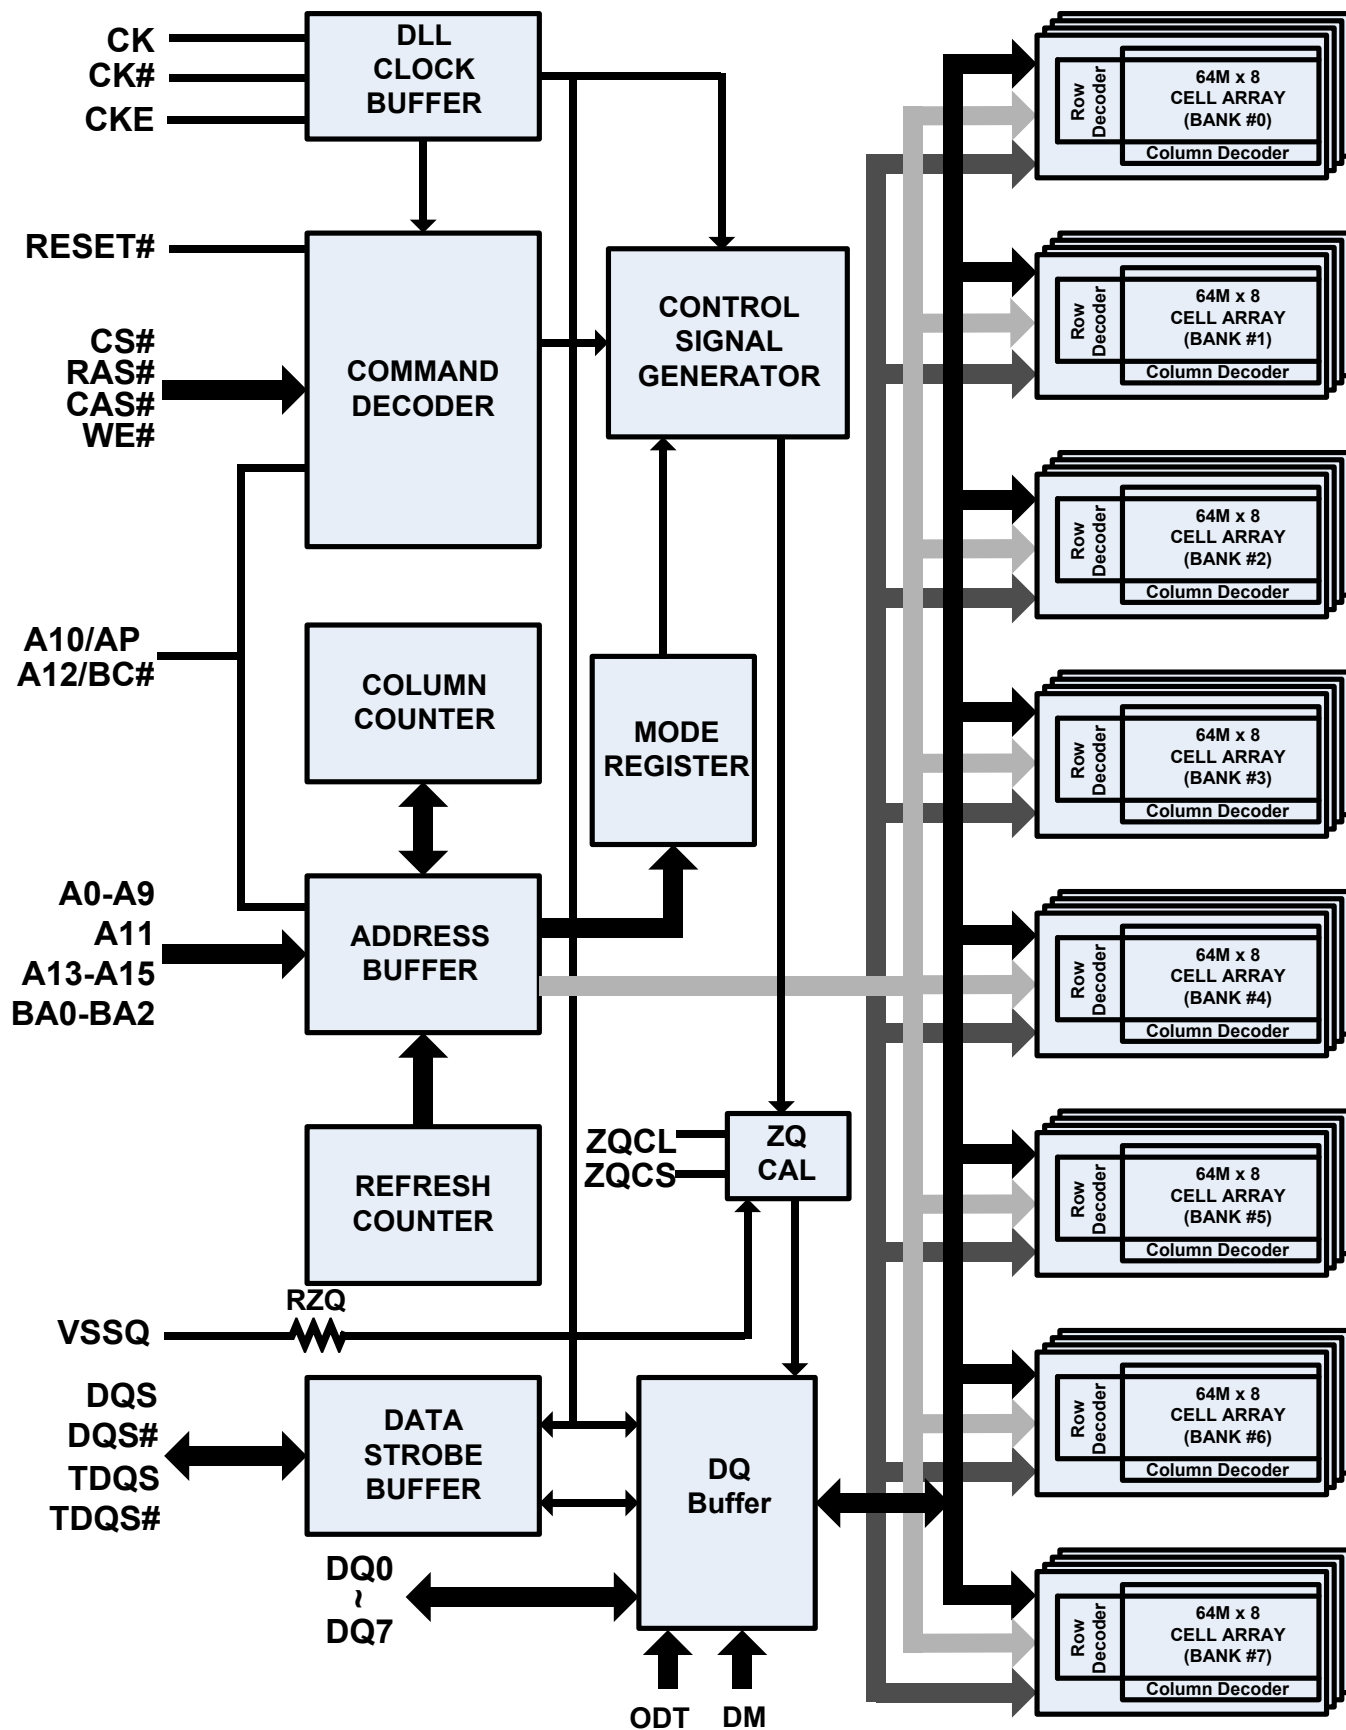 CK
CK#
CKE
DLL
CLOCK
BUFFER
RESET#
CS#
RAS#
CAS#
WE#
COMMAND
DECODER
CONTROL
SIGNAL
GENERATOR
A10/AP
A12/BC#
COLUMN
COUNTER
MODE
REGISTER
A0-A9
A11
A13-A15
BA0-BA2
ADDRESS
BUFFER
REFRESH
COUNTER
ZQCL
ZQCS
ZQ
CAL
RZQ
VSSQ
DQS
DQS#
TDQS
TDQS#
DATA
STROBE
BUFFER
DQ
Buffer
DQ0
~
DQ7
ODT
DM
Row
Decoder
64M x 8
CELL ARRAY
(BANK #0)
Column Decoder
Row
Decoder
64M x 8
CELL ARRAY
(BANK #1)
Column Decoder
Row
Decoder
64M x 8
CELL ARRAY
(BANK #2)
Column Decoder
Row
Decoder
64M x 8
CELL ARRAY
(BANK #3)
Column Decoder
Row
Decoder
64M x 8
CELL ARRAY
(BANK #4)
Column Decoder
Row
Decoder
64M x 8
CELL ARRAY
(BANK #5)
Column Decoder
Row
Decoder
64M x 8
CELL ARRAY
(BANK #6)
Column Decoder
Row
Decoder
64M x 8
CELL ARRAY
(BANK #7)
Column Decoder